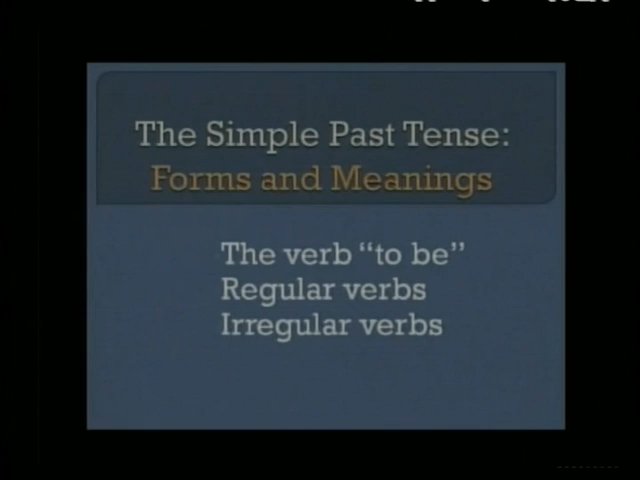 The Simple Past Tense:
Forms and Meanings
The verb “to be”
Regular verbs
Irregular verbs